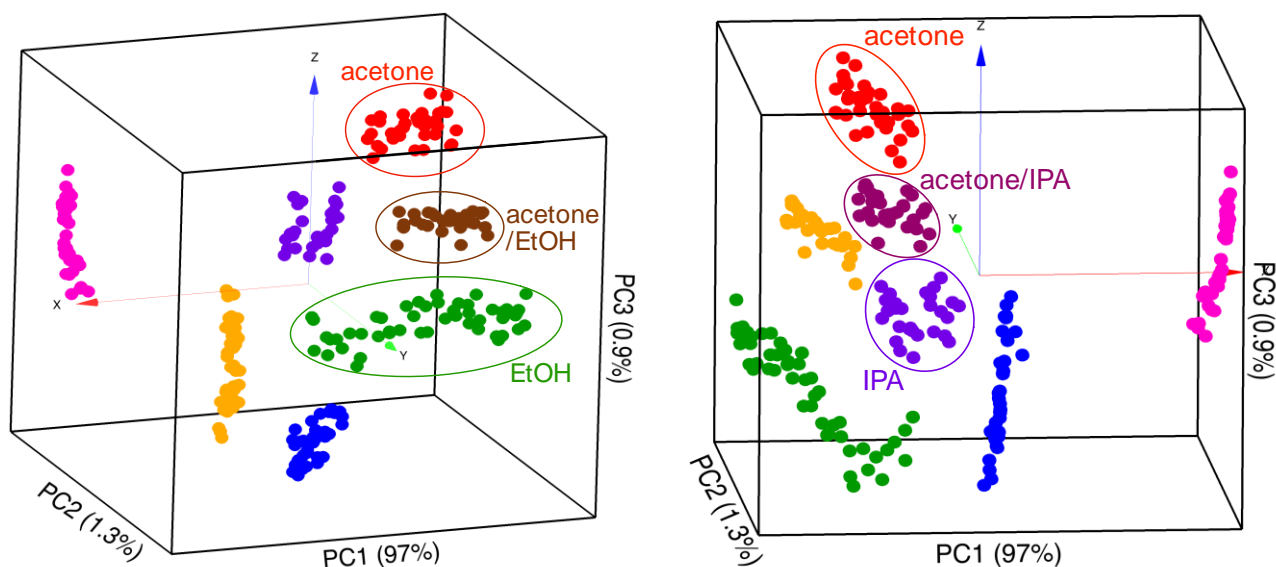 acetone
Z
acetone
/EtOH
X
Y
EtOH
PC3 (0.9%)
PC2 (1.3%)
PC1 (97%)
acetone
Z
acetone/IPA
Y
IPA
PC3 (0.9%)
PC2 (1.3%)
PC1 (97%)